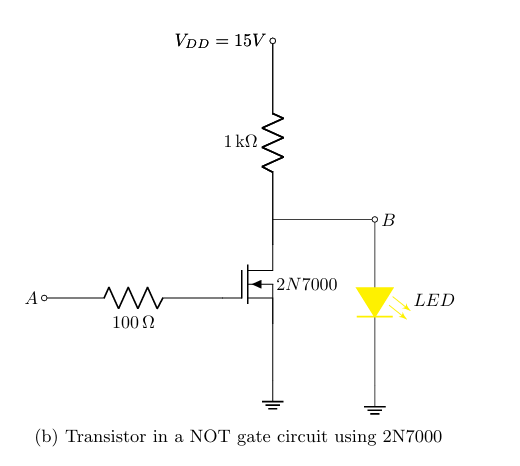 V_DD = 15V
1 kΩ
B
2N7000
A
LED
100 Ω
(b) Transistor in a NOT gate circuit using 2N7000